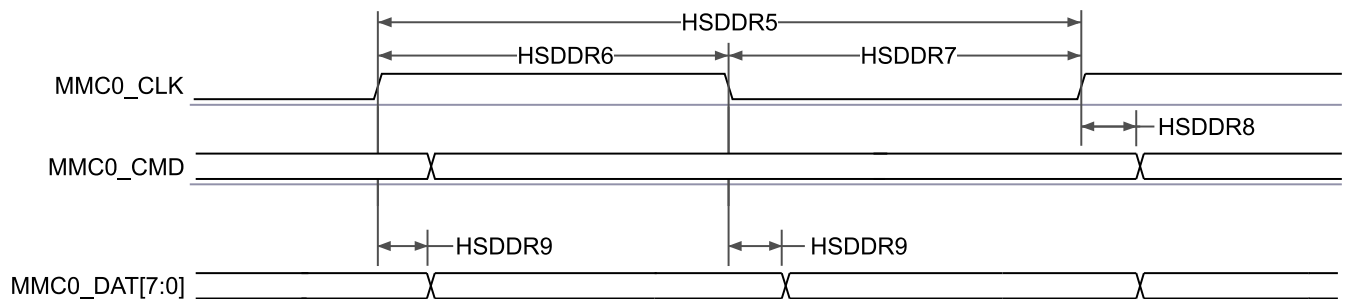 HSDDR5
HSDDR6 HSDDR7
MMC0_CLK
HSDDR8
MMC0_CMD
HSDDR9 HSDDR9
MMC0_DAT[7:0]